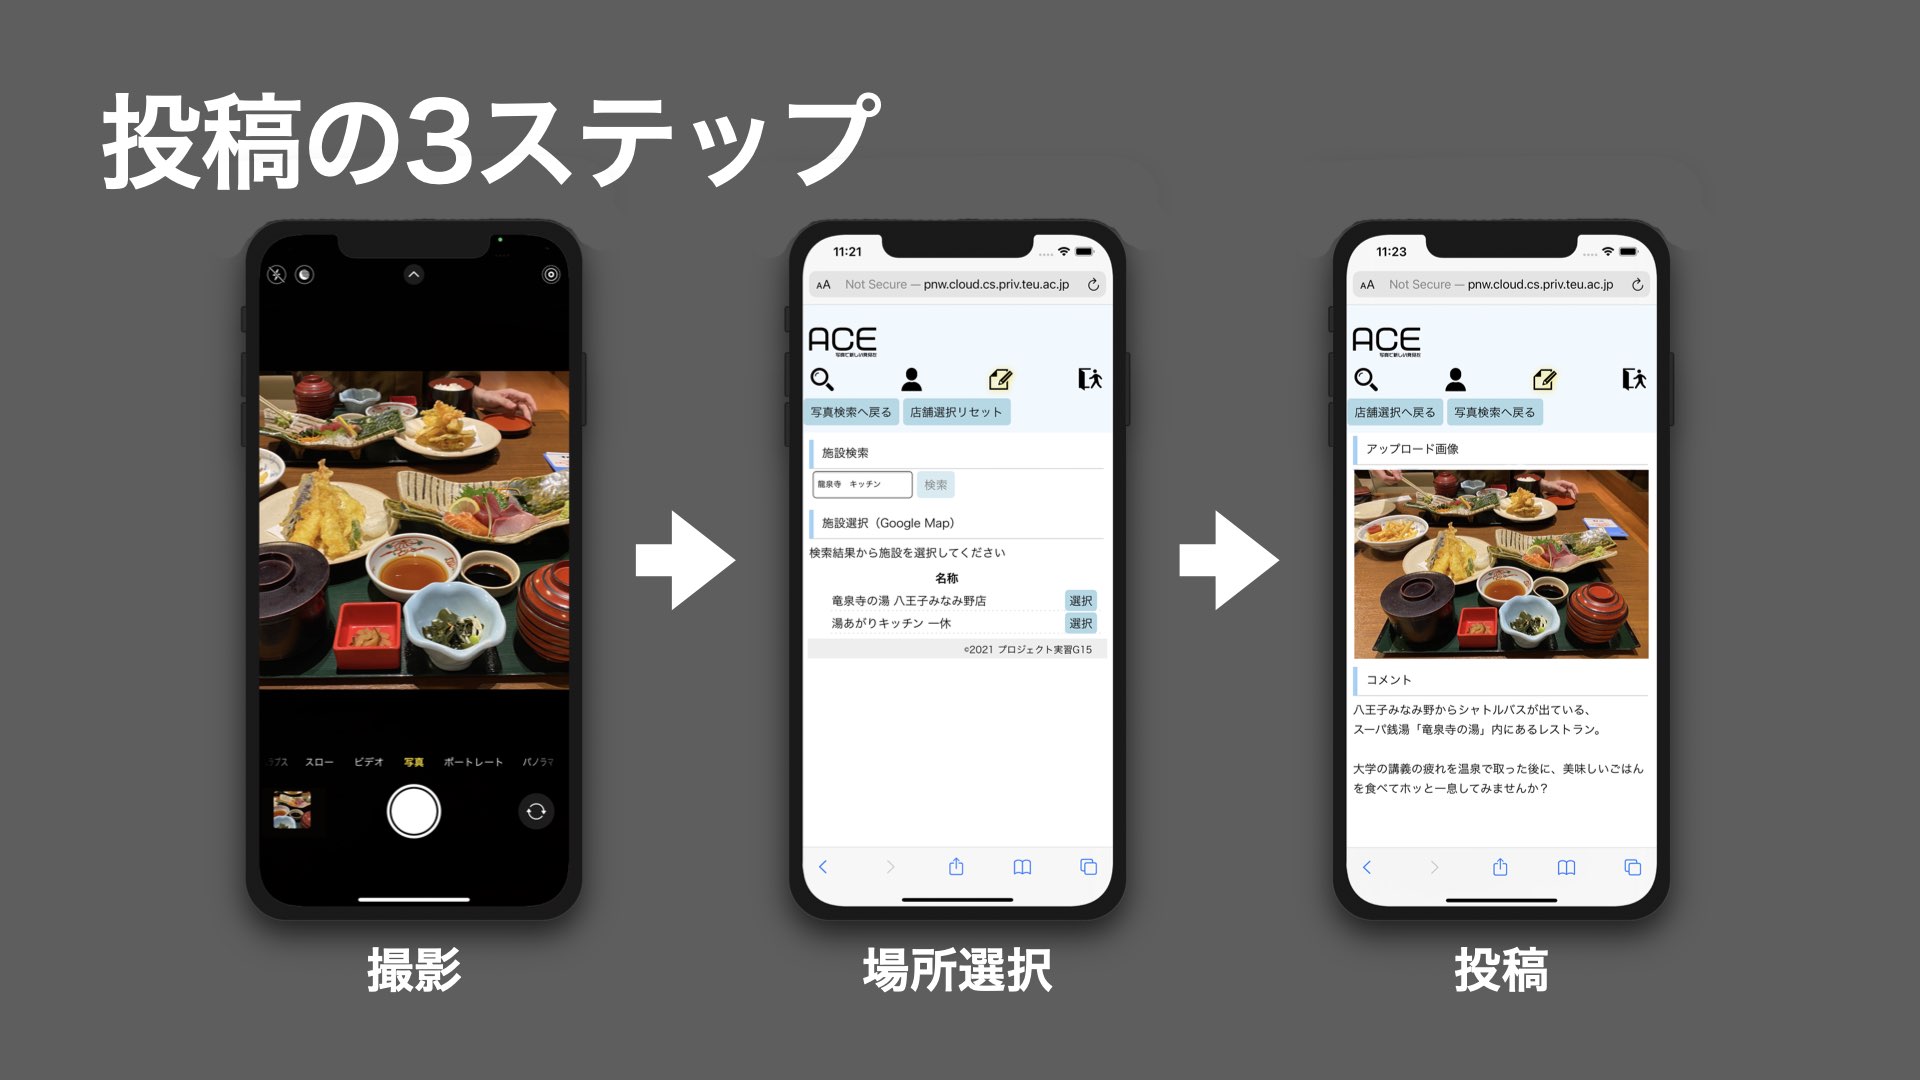 投稿の3ステップ
ラプス スロー ビデオ 写真 ポートレート パノラマ
撮影
11:21
AA Not Secure — pnw.cloud.cs.priv.teu.ac.jp
ACE
写真検索へ戻る 店舗選択リセット
施設検索
龍泉寺　キッチン 検索
施設選択（Google Map）
検索結果から施設を選択してください
名称
竜泉寺の湯 八王子みなみ野店 選択
湯あがりキッチン 一休 選択
©2021 プロジェクト実習G15
場所選択
11:23
AA Not Secure — pnw.cloud.cs.priv.teu.ac.jp
ACE
店舗選択へ戻る 写真検索へ戻る
アップロード画像
コメント
八王子みなみ野からシャトルバスが出ている、
スーパ銭湯「竜泉寺の湯」内にあるレストラン。
大学の講義の疲れを温泉で取った後に、美味しいごはん
を食べてホッと一息してみませんか？
投稿